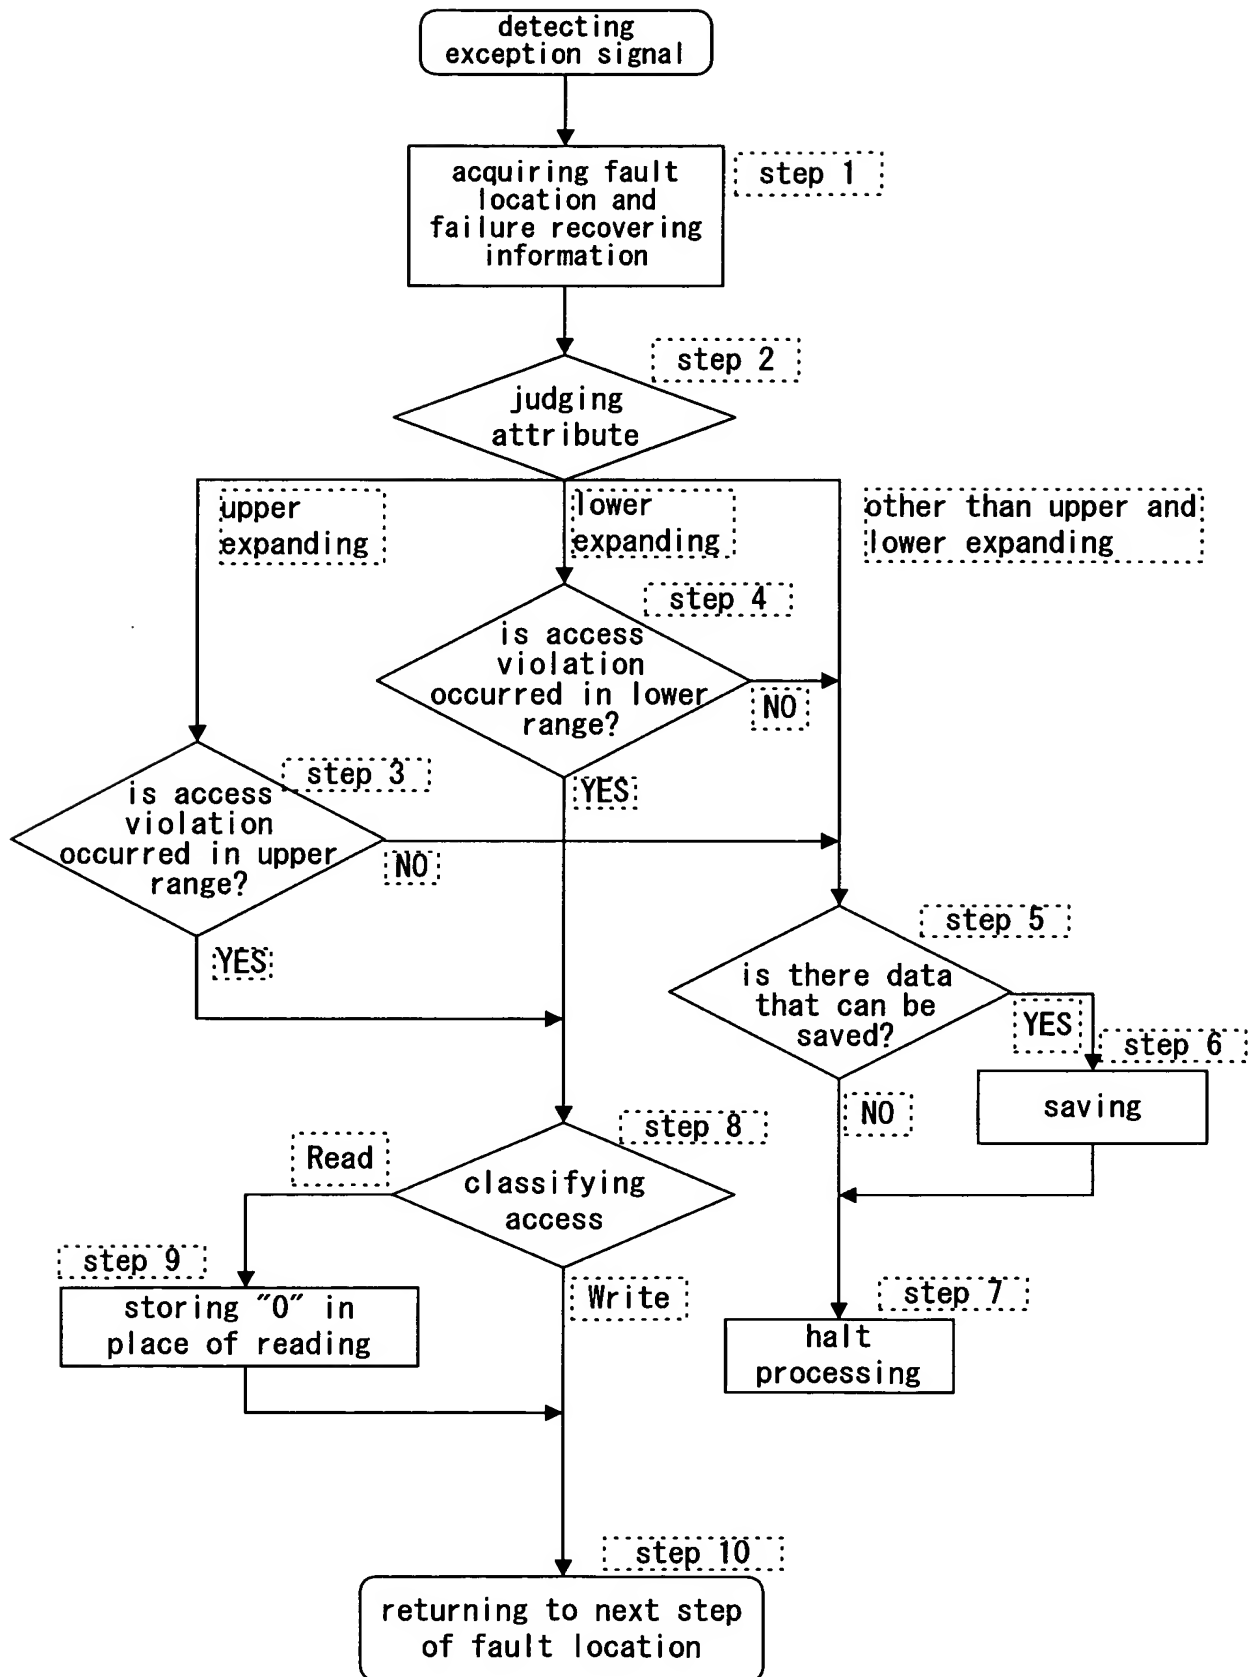 detecting
exception signal
acquiring fault
location and
failure recovering
information
step 1
step 2
judging
attribute
upper
expanding
lower
expanding
other than upper and
lower expanding
step 4
is access
violation
occurred in lower
range?
NO
YES
step 3
is access
violation
occurred in upper
range?
NO
YES
step 5
is there data
that can be
saved?
YES
step 6
saving
NO
step 8
Read
classifying
access
step 9
storing "0" in
place of reading
Write
step 7
halt
processing
step 10
returning to next step
of fault location